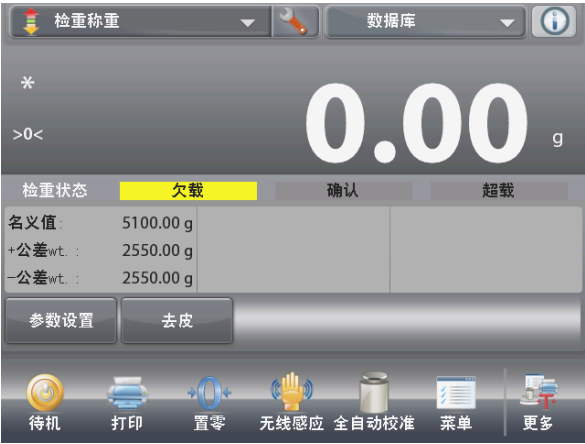 检重称重 数据库
*
>0<
0.00 g
检重状态 欠载 确认 超载
名义值: 5100.00 g
+公差wt. : 2550.00 g
-公差wt. : 2550.00 g
参数设置 去皮
待机 打印 置零 无线感应 全自动校准 菜单 更多